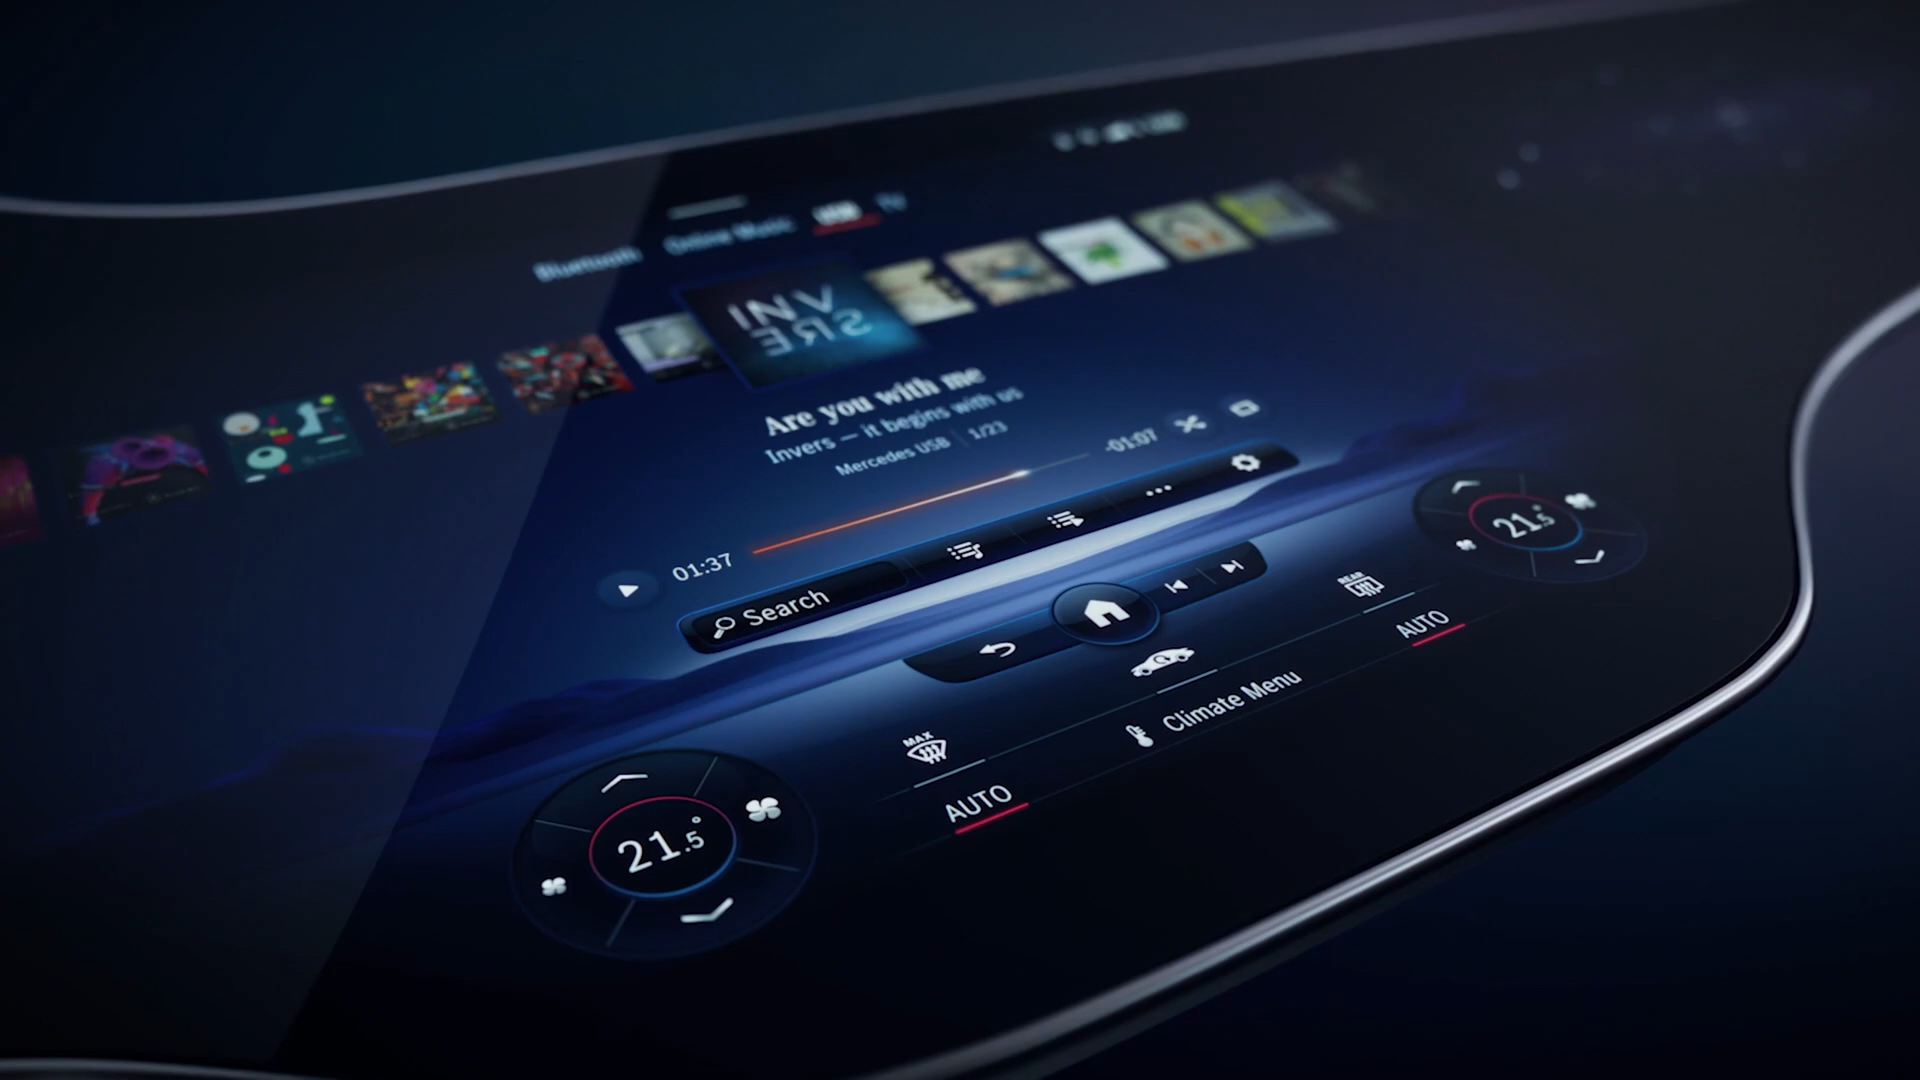 Bluetooth
Online Music
TV
INV
ERS
Are you with me
Invers – it begins with us
Mercedes USB | 1/23
01:37
-01:07
Search
REAR
AUTO
21.5°
MAX
Climate Menu
AUTO
21.5°